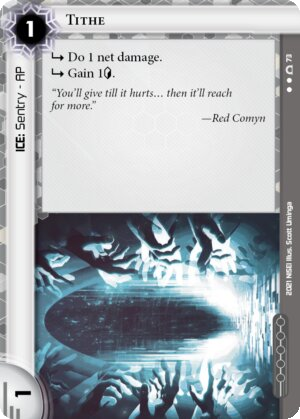 1
TITHE
↳ Do 1 net damage.
↳ Gain 1.
“You’ll give till it hurts… then it’ll reach
for more.”
—Red Comyn
ICE: Sentry - AP
73
2021 NSEI Illus. Scott Uminga
1